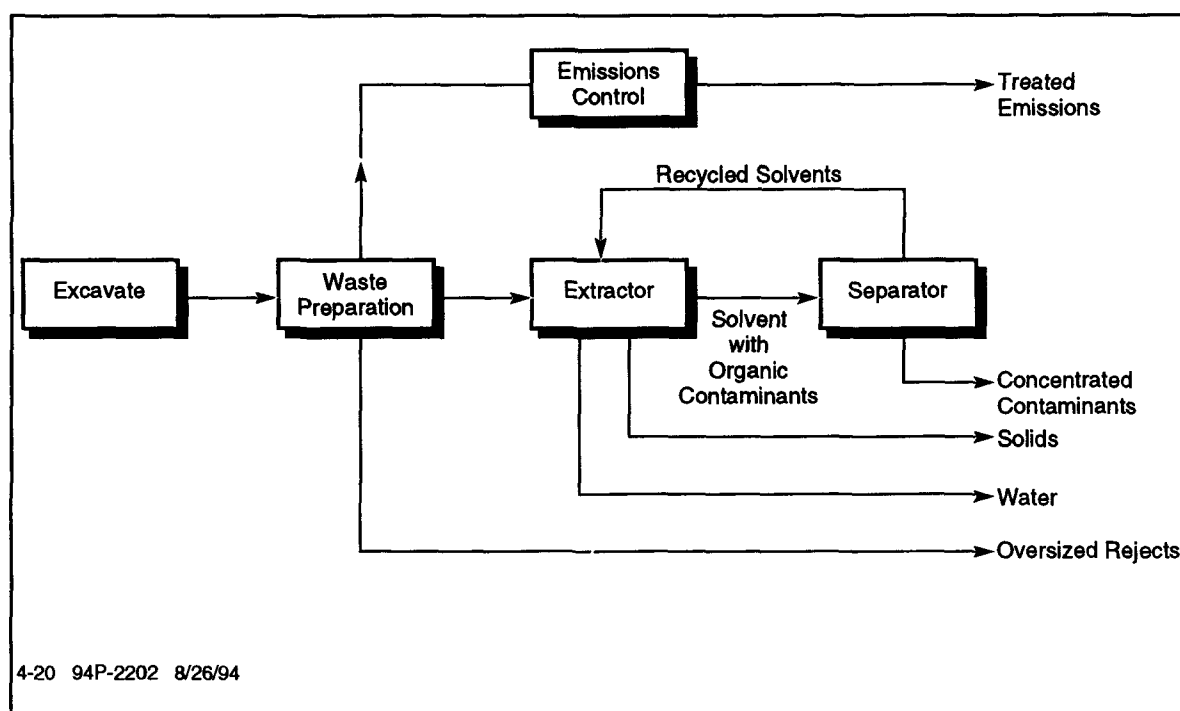 Emissions
Control
Treated
Emissions
Recycled Solvents
Excavate
Waste
Preparation
Extractor
Separator
Solvent
with
Organic
Contaminants
Concentrated
Contaminants
Solids
Water
Oversized Rejects
4-20 94P-2202 8/26/94